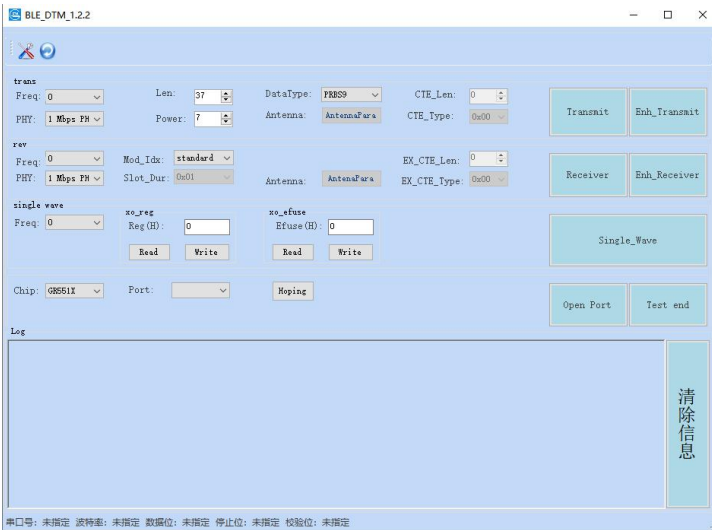 BLE_DTM_1.2.2
trans
Freq: 0 Len: 37 DataType: PRBS9 CTE_Len: 0
PHY: 1 Mbps PH Power: 7 Antenna: AntennaPara CTE_Type: 0x00
Transmit Enh_Transmit
rev
Freq: 0 Mod_Idx: standard EX_CTE_Len: 0
PHY: 1 Mbps PH Slot_Dur: 0x01 Antenna: AntenaPara EX_CTE_Type: 0x00
Receiver Enh_Receiver
single wave
Freq: 0
xo_reg
Reg(H): 0
Read Write
xo_efuse
Efuse(H): 0
Read Write
Single_Wave
Chip: GR551X Port: Hoping
Open Port Test end
Log
清除信息
串口号: 未指定 波特率: 未指定 数据位: 未指定 停止位: 未指定 校验位: 未指定